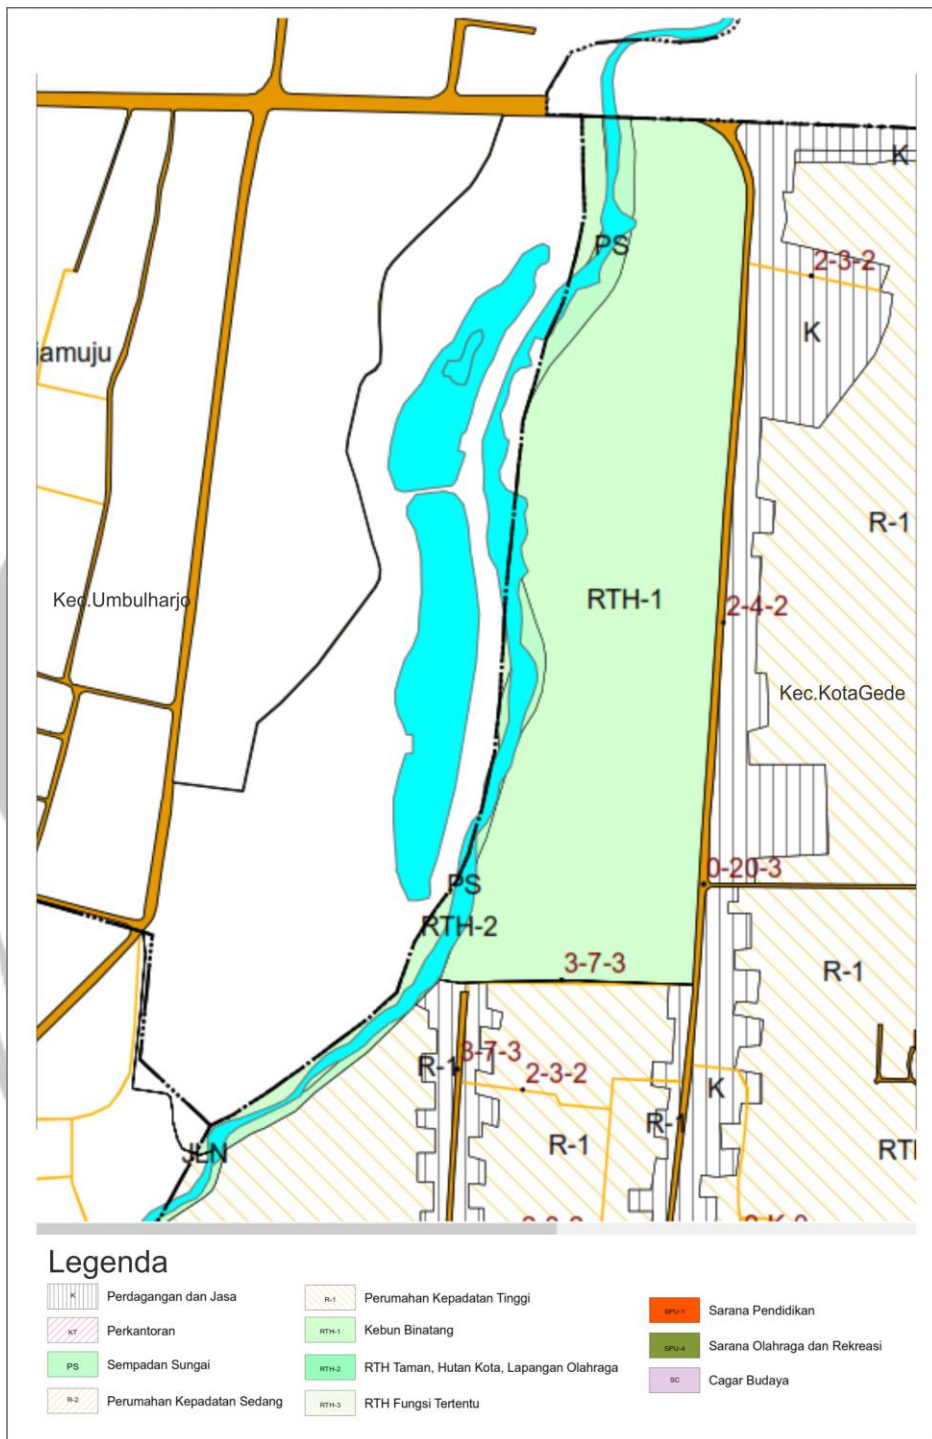 K
PS
2-3-2
K
jamuju
R-1
RTH-1
Kec.Umbulharjo
2-4-2
Kec.KotaGede
0-20-3
PS
RTH-2
3-7-3
R-1
R-1
3-7-3
2-3-2
K
R-1
R-1
JLN
RT
Legenda
K Perdagangan dan Jasa
KT Perkantoran
PS Sempadan Sungai
R-2 Perumahan Kepadatan Sedang
R-1 Perumahan Kepadatan Tinggi
RTH-1 Kebun Binatang
RTH-2 RTH Taman, Hutan Kota, Lapangan Olahraga
RTH-3 RTH Fungsi Tertentu
SPU-1 Sarana Pendidikan
SPU-4 Sarana Olahraga dan Rekreasi
SC Cagar Budaya